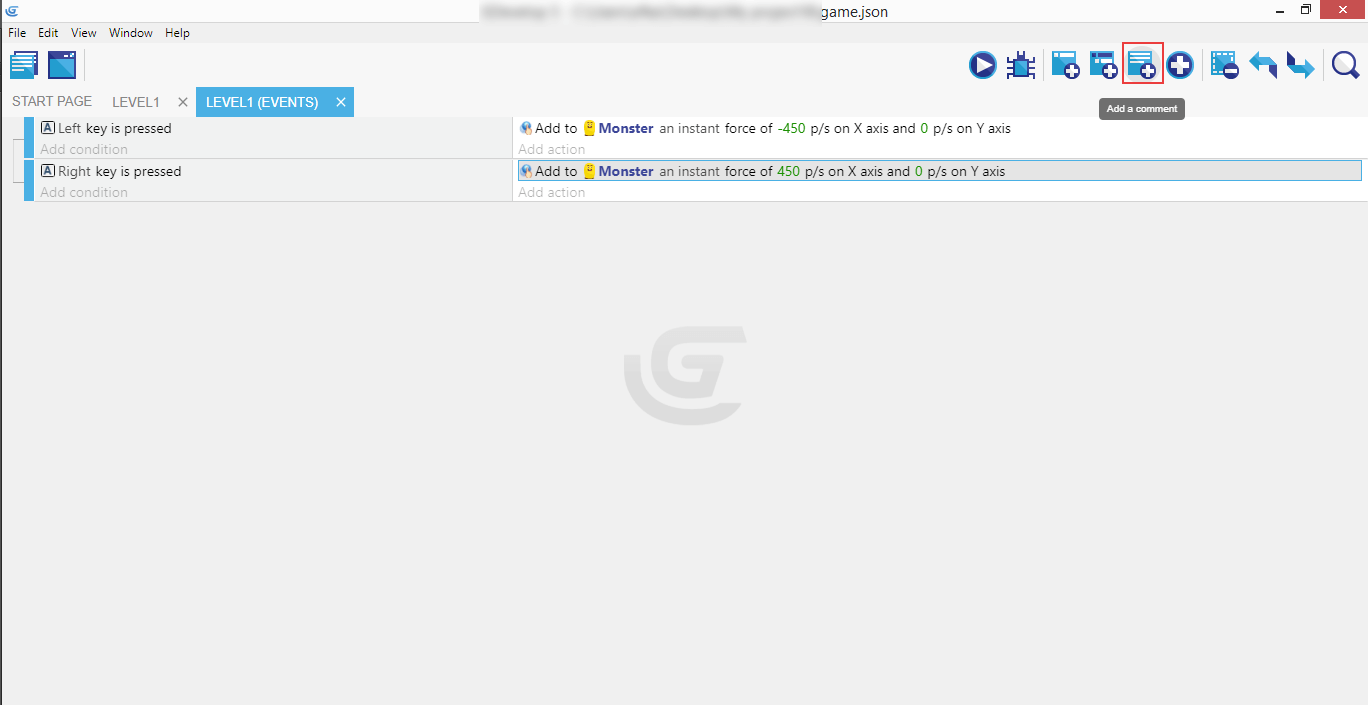 game.json
File Edit View Window Help
START PAGE LEVEL1 LEVEL1 (EVENTS)
Add a comment
A Left key is pressed Add to Monster an instant force of -450 p/s on X axis and 0 p/s on Y axis
Add condition Add action
A Right key is pressed Add to Monster an instant force of 450 p/s on X axis and 0 p/s on Y axis
Add condition Add action